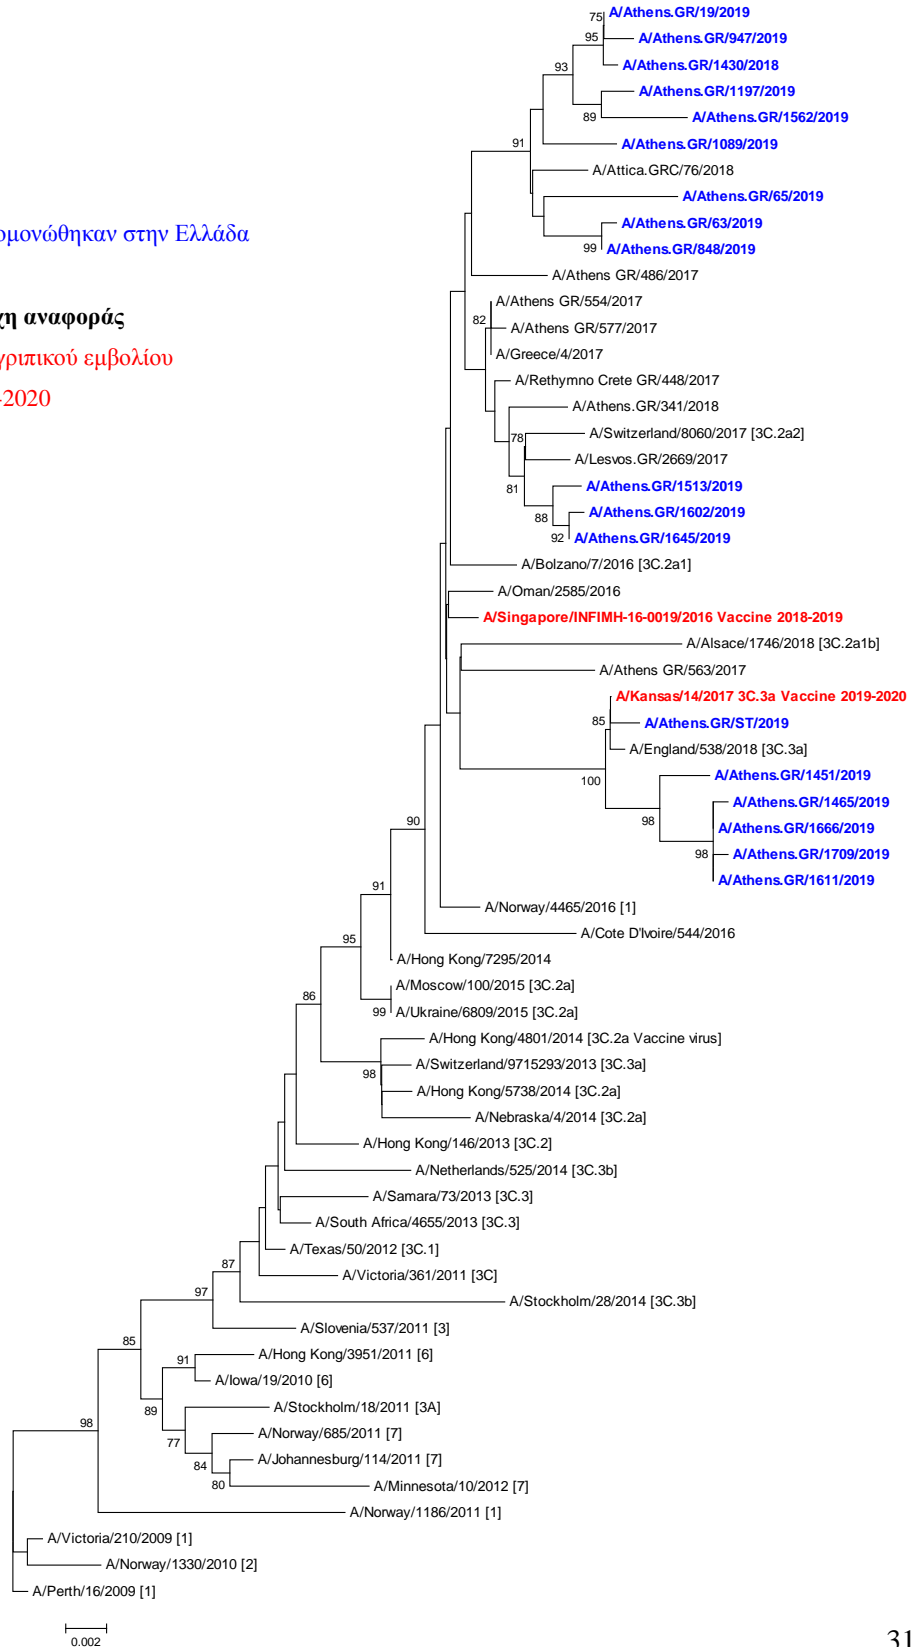 75
A/Athens.GR/19/2019
95
A/Athens.GR/947/2019
93
A/Athens.GR/1430/2018
A/Athens.GR/1197/2019
89
A/Athens.GR/1562/2019
91
A/Athens.GR/1089/2019
A/Attica.GRC/76/2018
A/Athens.GR/65/2019
A/Athens.GR/63/2019
στην Ελλάδα
99
A/Athens.GR/848/2019
A/Athens GR/486/2017
A/Athens GR/554/2017
αναφοράς
82
A/Athens GR/577/2017
A/Greece/4/2017
γριπικού εμβολίου
A/Rethymno Crete GR/448/2017
-2020
A/Athens.GR/341/2018
78
A/Switzerland/8060/2017 [3C.2a2]
A/Lesvos.GR/2669/2017
81
A/Athens.GR/1513/2019
88
A/Athens.GR/1602/2019
92
A/Athens.GR/1645/2019
A/Bolzano/7/2016 [3C.2a1]
A/Oman/2585/2016
A/Singapore/INFIMH-16-0019/2016 Vaccine 2018-2019
A/Alsace/1746/2018 [3C.2a1b]
A/Athens GR/563/2017
A/Kansas/14/2017 3C.3a Vaccine 2019-2020
85
A/Athens.GR/ST/2019
A/England/538/2018 [3C.3a]
100
A/Athens.GR/1451/2019
A/Athens.GR/1465/2019
98
90
A/Athens.GR/1666/2019
98
A/Athens.GR/1709/2019
A/Athens.GR/1611/2019
91
A/Norway/4465/2016 [1]
A/Cote D'Ivoire/544/2016
95
A/Hong Kong/7295/2014
A/Moscow/100/2015 [3C.2a]
86
99
A/Ukraine/6809/2015 [3C.2a]
A/Hong Kong/4801/2014 [3C.2a Vaccine virus]
A/Switzerland/9715293/2013 [3C.3a]
98
A/Hong Kong/5738/2014 [3C.2a]
A/Nebraska/4/2014 [3C.2a]
A/Hong Kong/146/2013 [3C.2]
A/Netherlands/525/2014 [3C.3b]
A/Samara/73/2013 [3C.3]
A/South Africa/4655/2013 [3C.3]
A/Texas/50/2012 [3C.1]
87
A/Victoria/361/2011 [3C]
97
A/Stockholm/28/2014 [3C.3b]
A/Slovenia/537/2011 [3]
85
A/Hong Kong/3951/2011 [6]
91
A/Iowa/19/2010 [6]
89
A/Stockholm/18/2011 [3A]
98
A/Norway/685/2011 [7]
77
A/Johannesburg/114/2011 [7]
84
80
A/Minnesota/10/2012 [7]
A/Norway/1186/2011 [1]
A/Victoria/210/2009 [1]
A/Norway/1330/2010 [2]
A/Perth/16/2009 [1]
0.002
31